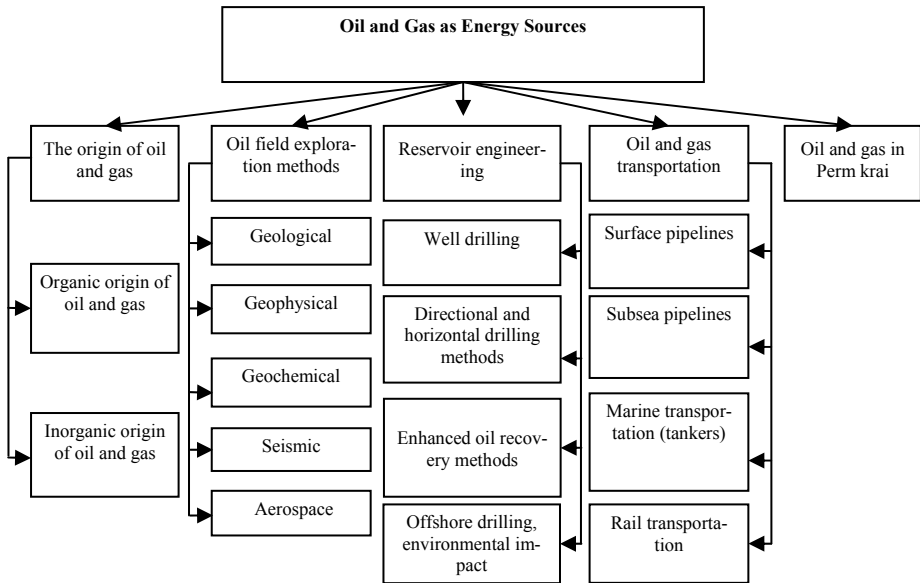 Oil and Gas as Energy Sources
The origin of oil
and gas
Oil field explora-
tion methods
Reservoir engineer-
ing
Oil and gas
transportation
Oil and gas in
Perm krai
Organic origin of
oil and gas
Inorganic origin
of oil and gas
Geological
Geophysical
Geochemical
Seismic
Aerospace
Well drilling
Directional and
horizontal drilling
methods
Enhanced oil recov-
ery methods
Offshore drilling,
environmental im-
pact
Surface pipelines
Subsea pipelines
Marine transpor-
tation (tankers)
Rail transporta-
tion